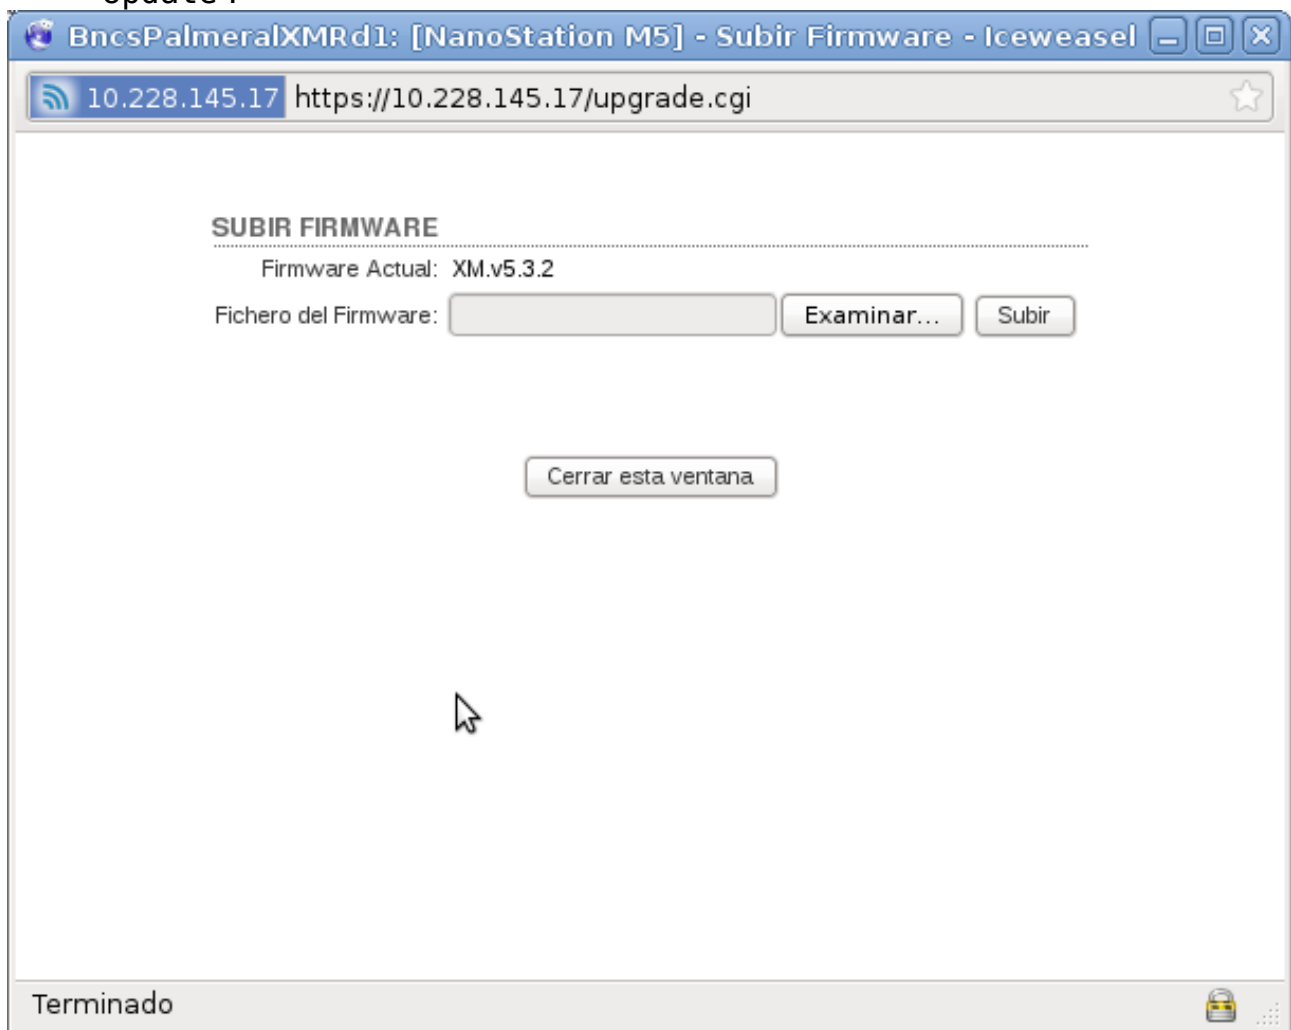 update.
BncsPalmeralXMRd1: [NanoStation M5] - Subir Firmware - Iceweasel
10.228.145.17 https://10.228.145.17/upgrade.cgi
SUBIR FIRMWARE
Firmware Actual: XM.v5.3.2
Fichero del Firmware: Examinar... Subir
Cerrar esta ventana
Terminado